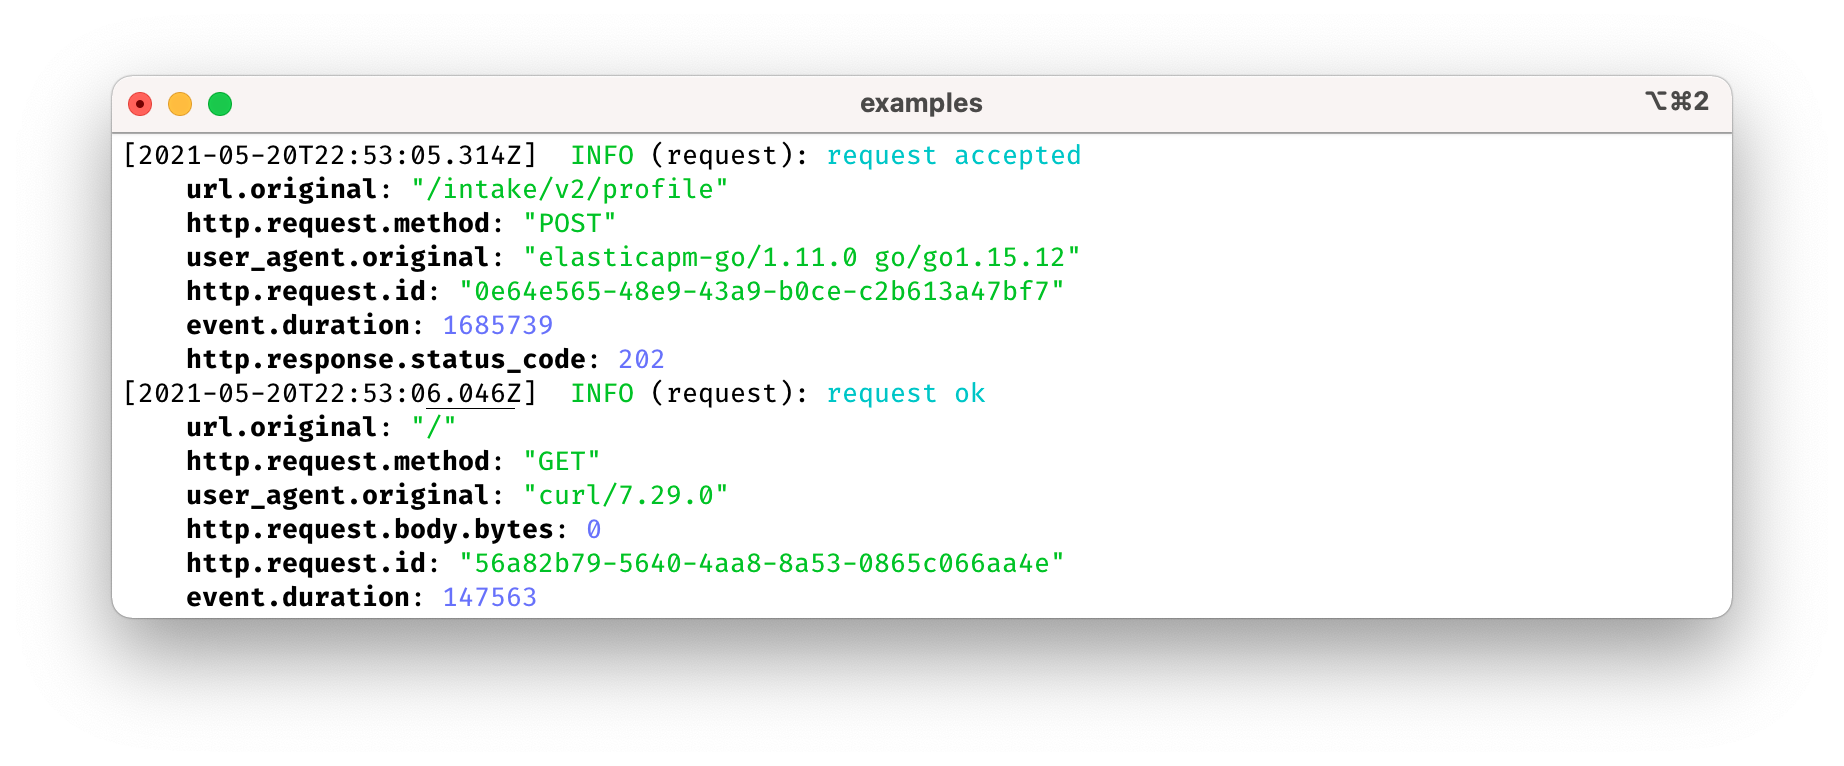 examples
⌥⌘2
[2021-05-20T22:53:05.314Z]  INFO (request): request accepted
    url.original: "/intake/v2/profile"
    http.request.method: "POST"
    user_agent.original: "elasticapm-go/1.11.0 go/go1.15.12"
    http.request.id: "0e64e565-48e9-43a9-b0ce-c2b613a47bf7"
    event.duration: 1685739
    http.response.status_code: 202
[2021-05-20T22:53:06.046Z]  INFO (request): request ok
    url.original: "/"
    http.request.method: "GET"
    user_agent.original: "curl/7.29.0"
    http.request.body.bytes: 0
    http.request.id: "56a82b79-5640-4aa8-8a53-0865c066aa4e"
    event.duration: 147563